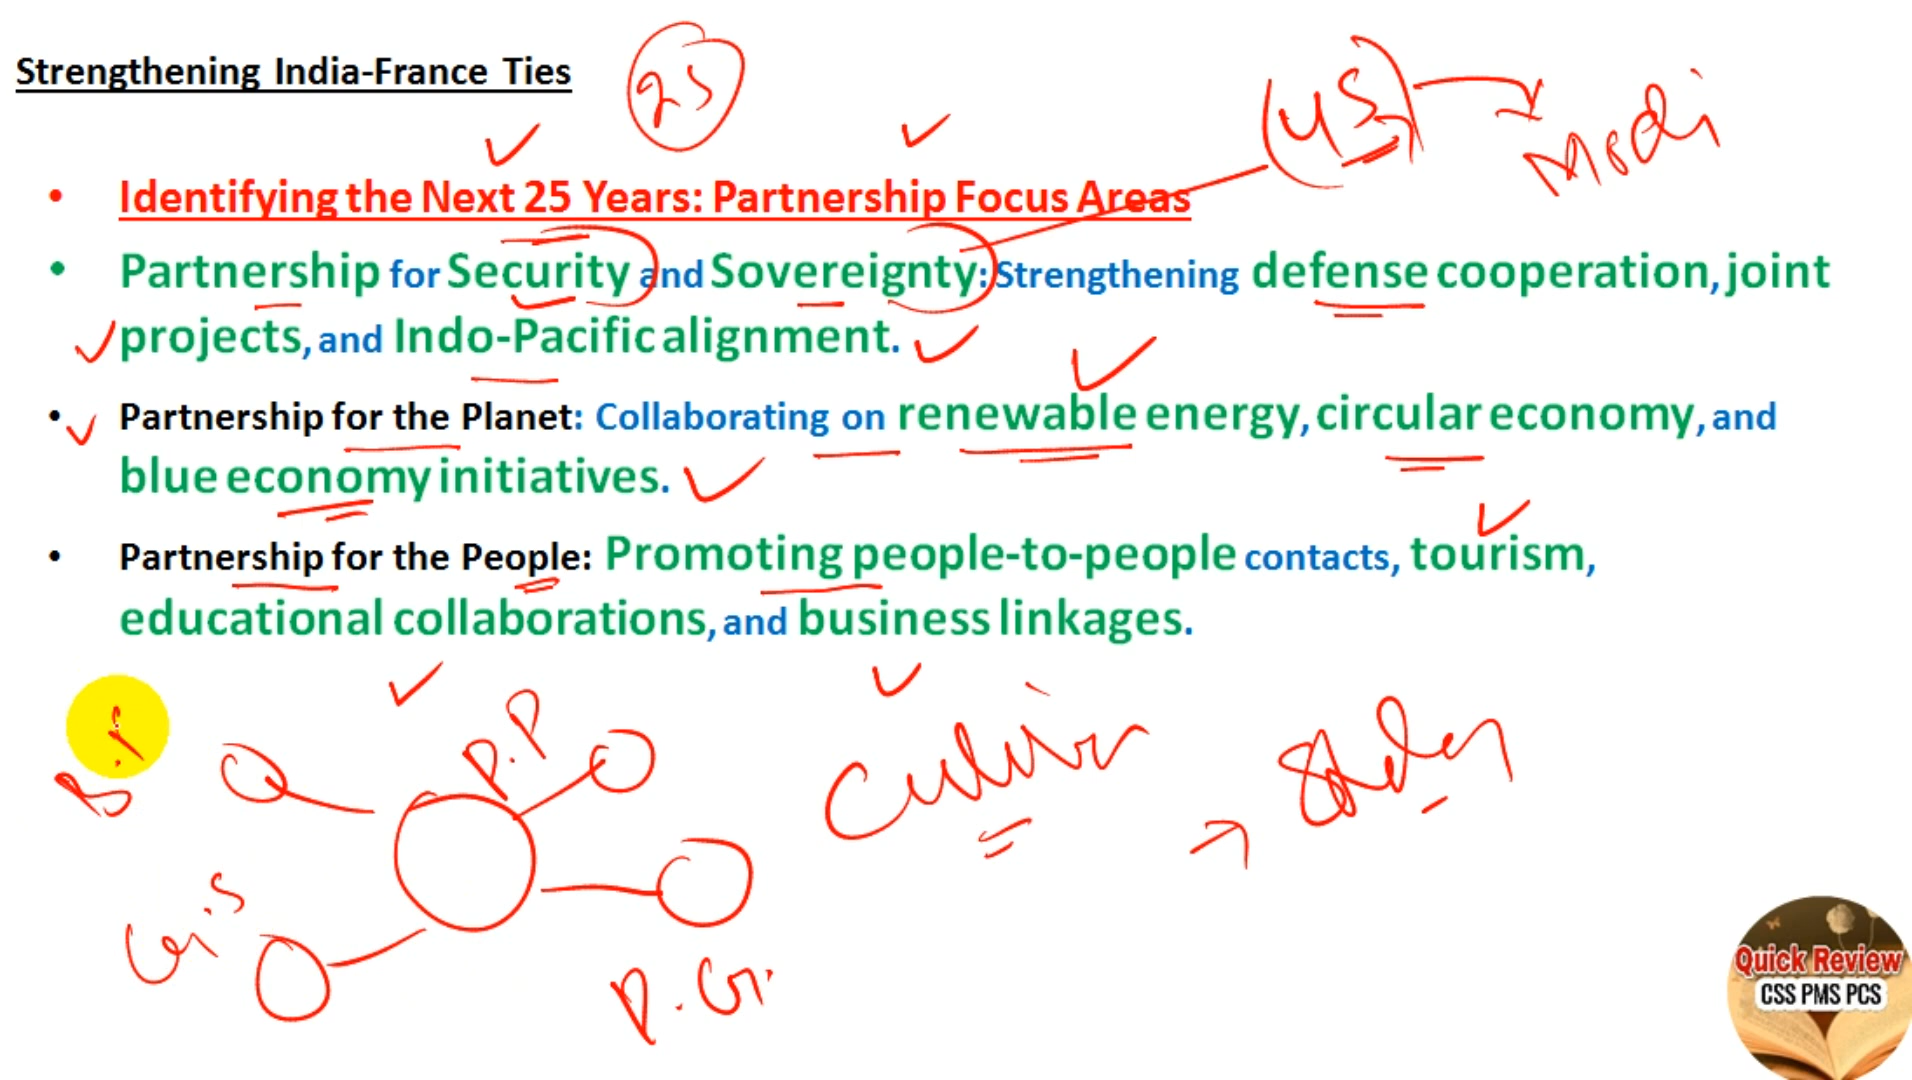 Strengthening India-France Ties
25
US
Modi
• Identifying the Next 25 Years: Partnership Focus Areas
• Partnership for Security and Sovereignty: Strengthening defense cooperation, joint
projects, and Indo-Pacific alignment.
• Partnership for the Planet: Collaborating on renewable energy, circular economy, and
blue economy initiatives.
• Partnership for the People: Promoting people-to-people contacts, tourism,
educational collaborations, and business linkages.
P.P
G.S
P.G.
Quick Review
CSS PMS PCS